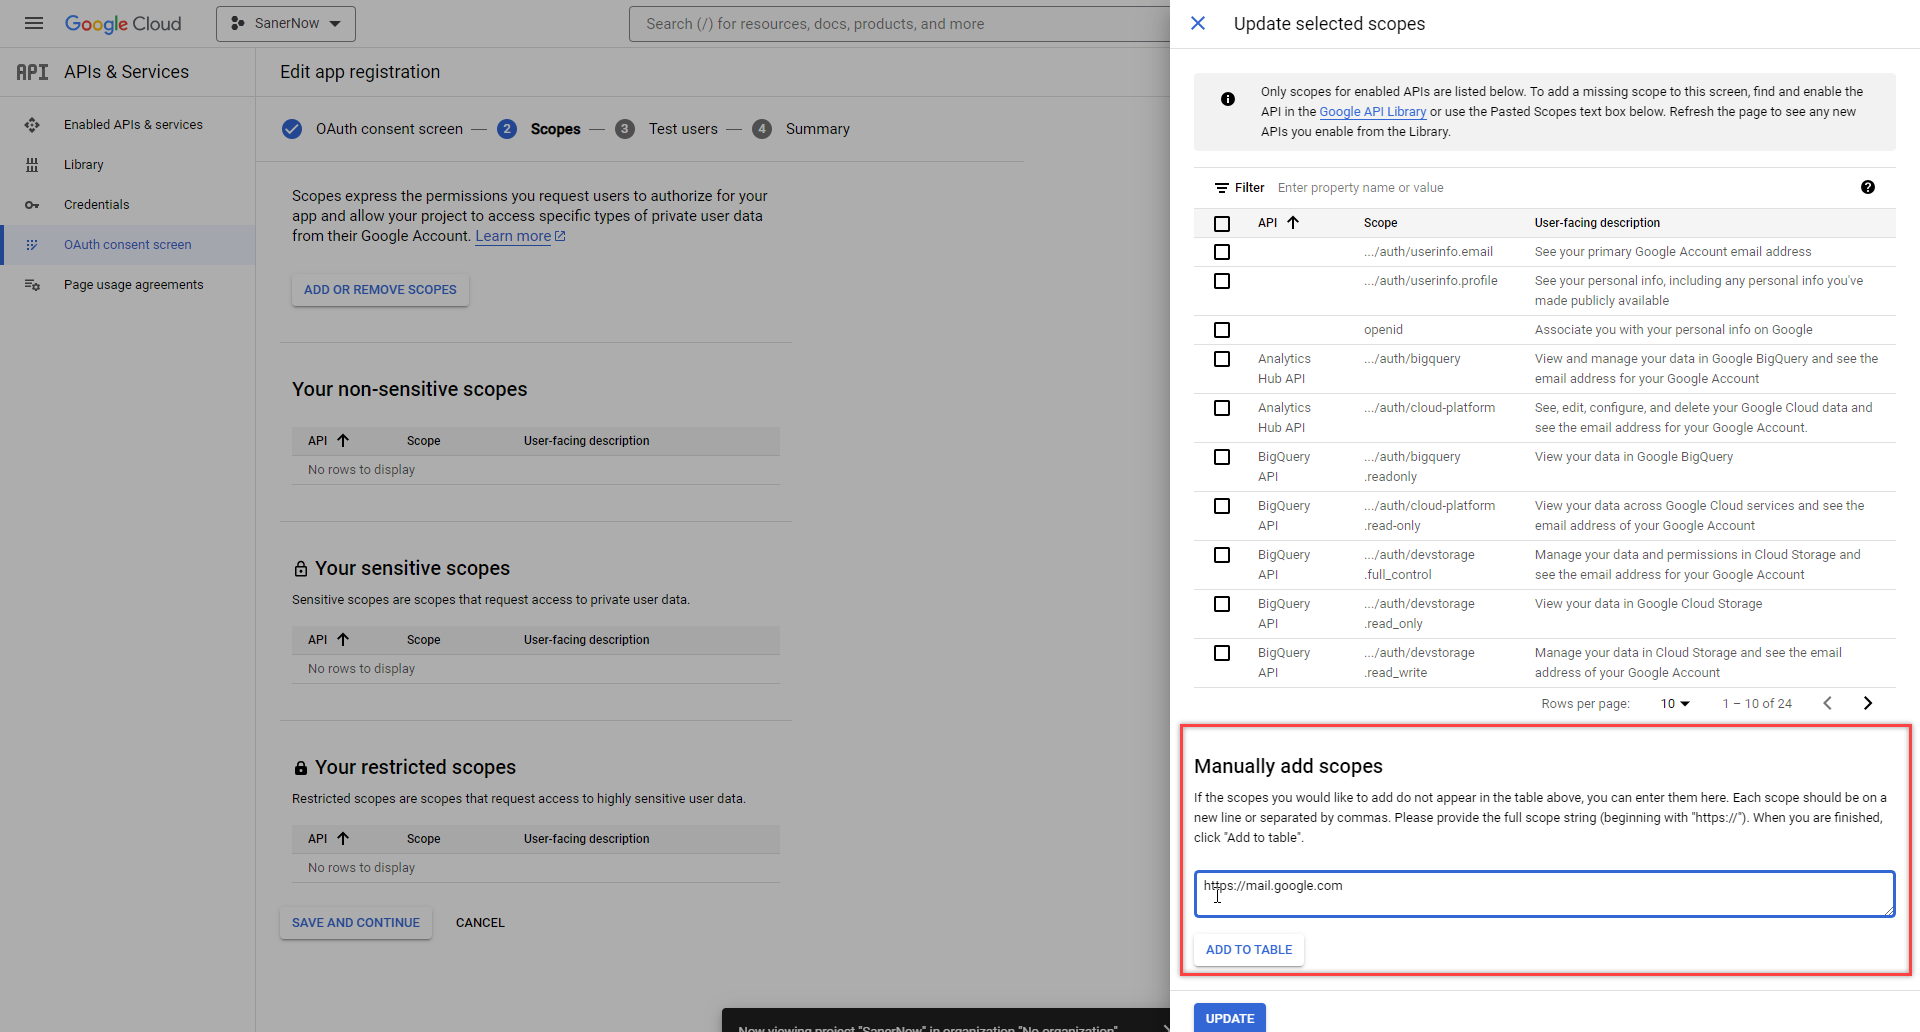 Google Cloud
SanerNow
Search (/) for resources, docs, products, and more
API APIs & Services
Enabled APIs & services
Library
Credentials
OAuth consent screen
Page usage agreements
Edit app registration
OAuth consent screen — 2 Scopes — 3 Test users — 4 Summary
Scopes express the permissions you request users to authorize for your
app and allow your project to access specific types of private user data
from their Google Account. Learn more
ADD OR REMOVE SCOPES
Your non-sensitive scopes
API Scope User-facing description
No rows to display
Your sensitive scopes
Sensitive scopes are scopes that request access to private user data.
API Scope User-facing description
No rows to display
Your restricted scopes
Restricted scopes are scopes that request access to highly sensitive user data.
API Scope User-facing description
No rows to display
SAVE AND CONTINUE CANCEL
Now viewing project "SanerNow" in organization "No organization"
Update selected scopes
Only scopes for enabled APIs are listed below. To add a missing scope to this screen, find and enable the
API in the Google API Library or use the Pasted Scopes text box below. Refresh the page to see any new
APIs you enable from the Library.
Filter Enter property name or value
API Scope User-facing description
.../auth/userinfo.email See your primary Google Account email address
.../auth/userinfo.profile See your personal info, including any personal info you've
made publicly available
openid Associate you with your personal info on Google
Analytics .../auth/bigquery View and manage your data in Google BigQuery and see the
Hub API email address for your Google Account
Analytics .../auth/cloud-platform See, edit, configure, and delete your Google Cloud data and
Hub API see the email address for your Google Account.
BigQuery .../auth/bigquery View your data in Google BigQuery
API .readonly
BigQuery .../auth/cloud-platform View your data across Google Cloud services and see the
API .read-only email address of your Google Account
BigQuery .../auth/devstorage Manage your data and permissions in Cloud Storage and
API .full_control see the email address for your Google Account
BigQuery .../auth/devstorage View your data in Google Cloud Storage
API .read_only
BigQuery .../auth/devstorage Manage your data in Cloud Storage and see the email
API .read_write address of your Google Account
Rows per page: 10 1 – 10 of 24
Manually add scopes
If the scopes you would like to add do not appear in the table above, you can enter them here. Each scope should be on a
new line or separated by commas. Please provide the full scope string (beginning with "https://"). When you are finished,
click "Add to table".
https://mail.google.com
ADD TO TABLE
UPDATE